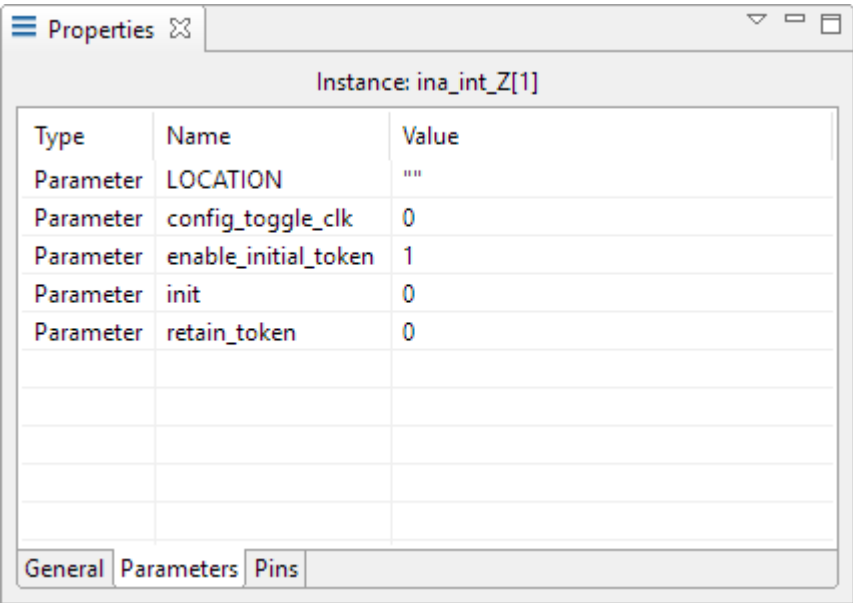 Properties
Instance: ina_int_Z[1]
Type Name Value
Parameter LOCATION ""
Parameter config_toggle_clk 0
Parameter enable_initial_token 1
Parameter init 0
Parameter retain_token 0
General Parameters Pins